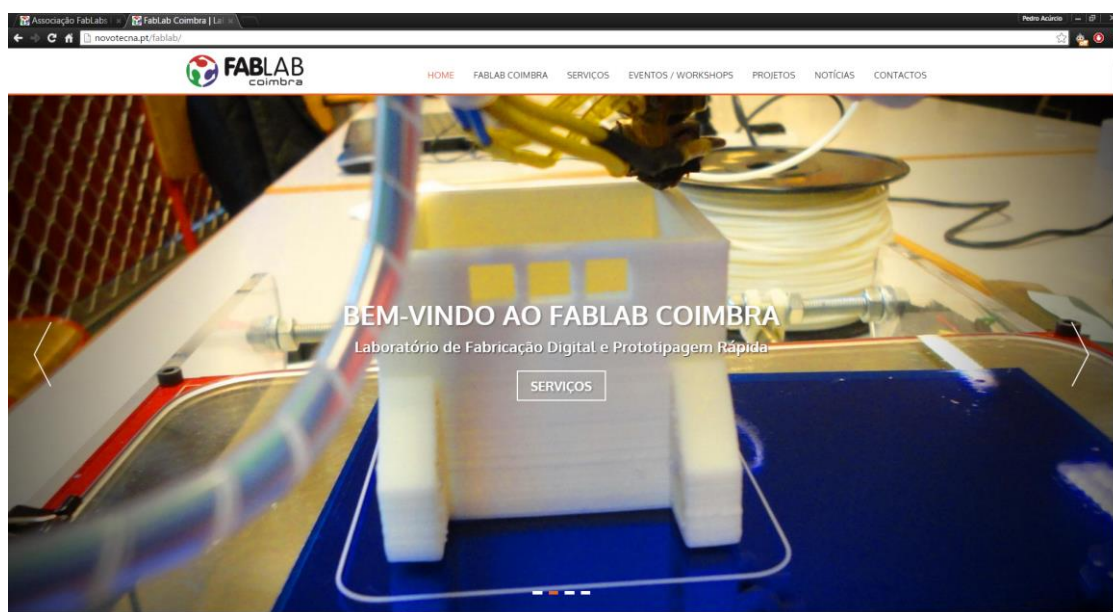 Associação FabLabs
FabLab Coimbra | La
Pedro Acúrcio
novotecna.pt/fablab/
FABLAB
coimbra
HOME FABLAB COIMBRA SERVIÇOS EVENTOS / WORKSHOPS PROJETOS NOTÍCIAS CONTACTOS
BEM-VINDO AO FABLAB COIMBRA
Laboratório de Fabricação Digital e Prototipagem Rápida
SERVIÇOS